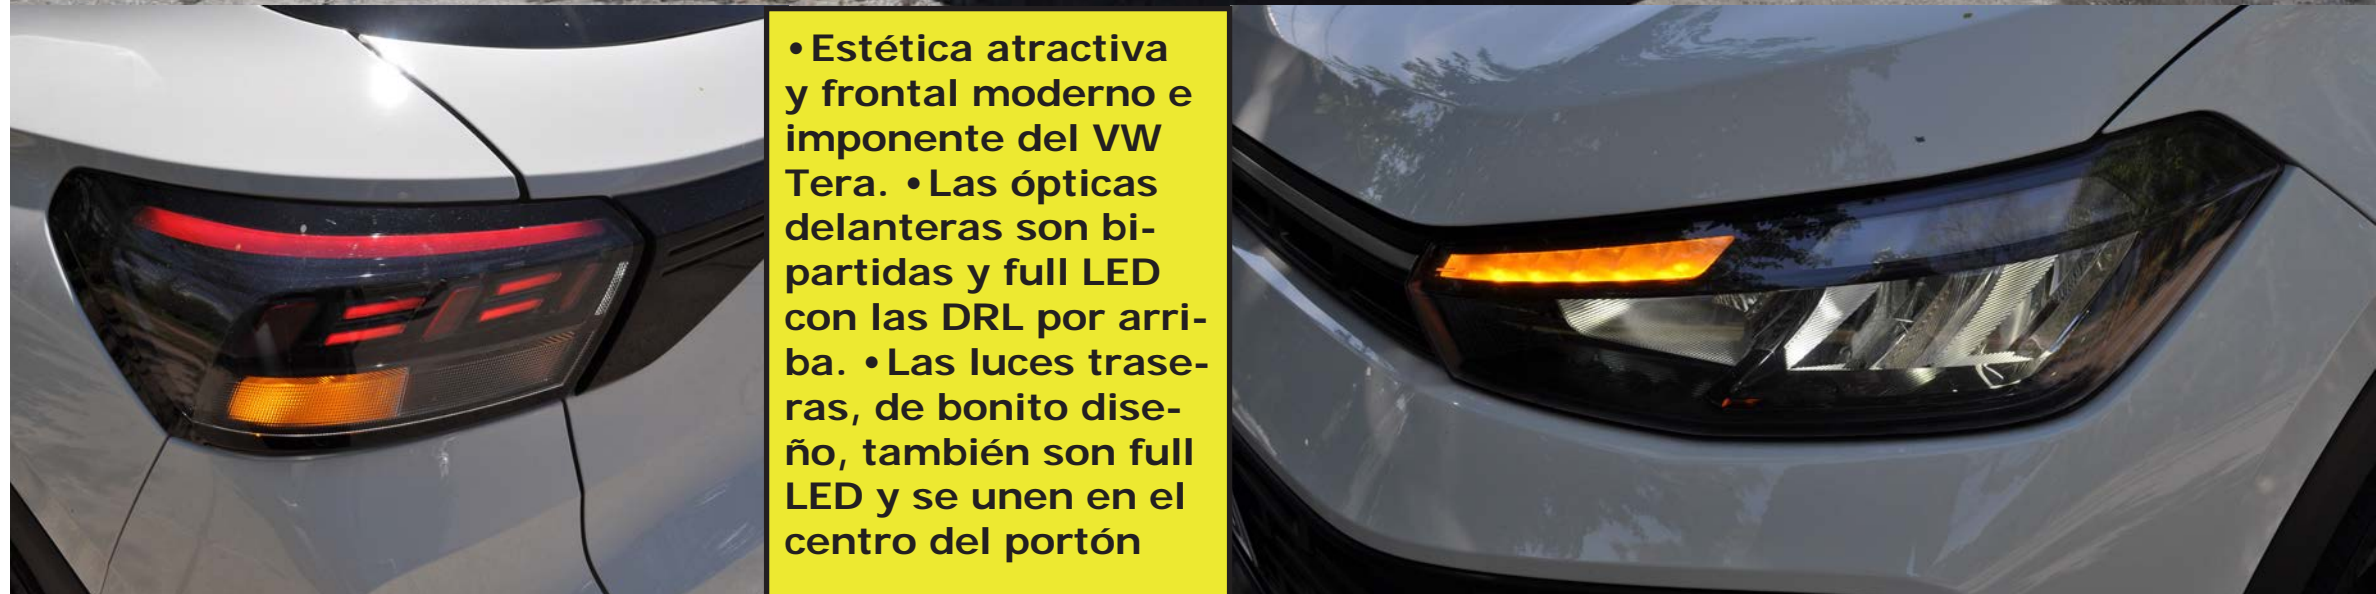 •Estética atractiva
y frontal moderno e
imponente del VW
Tera. •Las ópticas
delanteras son bi-
partidas y full LED
con las DRL por arri-
ba. •Las luces trase-
ras, de bonito dise-
ño, también son full
LED y se unen en el
centro del portón